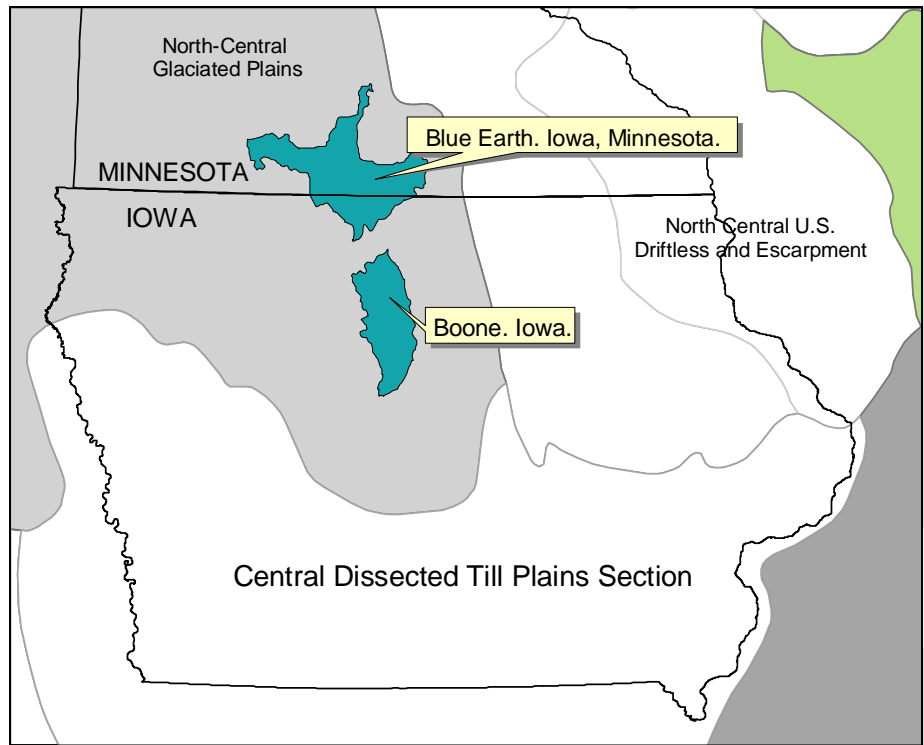 North-Central
Glaciated Plains
Blue Earth. Iowa, Minnesota.
MINNESOTA
IOWA
North Central U.S.
Driftless and Escarpment
Boone. Iowa.
Central Dissected Till Plains Section